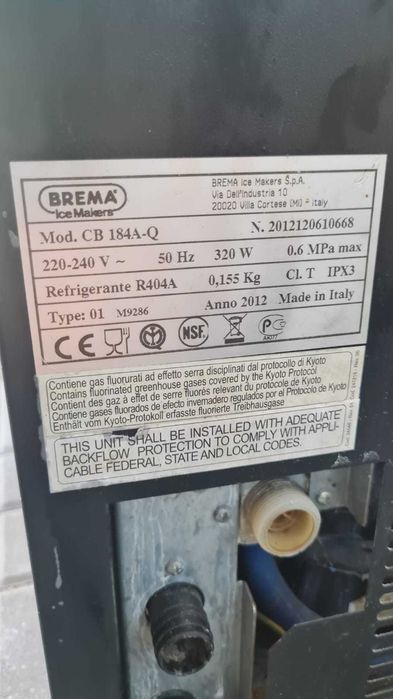 BREMA®
Ice Makers
BREMA Ice Makers S.p.A.
Via Dell'Industria 10
20020 Villa Cortese (MI) - Italy
Mod. CB 184A-Q N. 2012120610668
220-240 V ~ 50 Hz 320 W 0.6 MPa max
Refrigerante R404A 0,155 Kg Cl. T IPX3
Type: 01 M9286 Anno 2012 Made in Italy
CE NSF
Contiene gas fluorurati ad effetto serra disciplinati dal protocollo di Kyoto
Contains fluorinated greenhouse gases covered by the Kyoto Protocol
Contient des gaz à effet de serre fluorés relevant du protocole de Kyoto
Contiene gases fluorados de efecto invernadero regulados por el Protocolo de Kyoto
Enthält vom Kyoto-Protokoll erfasste fluorierte Treibhausgase
THIS UNIT SHALL BE INSTALLED WITH ADEQUATE
BACKFLOW PROTECTION TO COMPLY WITH APPLI-
CABLE FEDERAL, STATE AND LOCAL CODES.